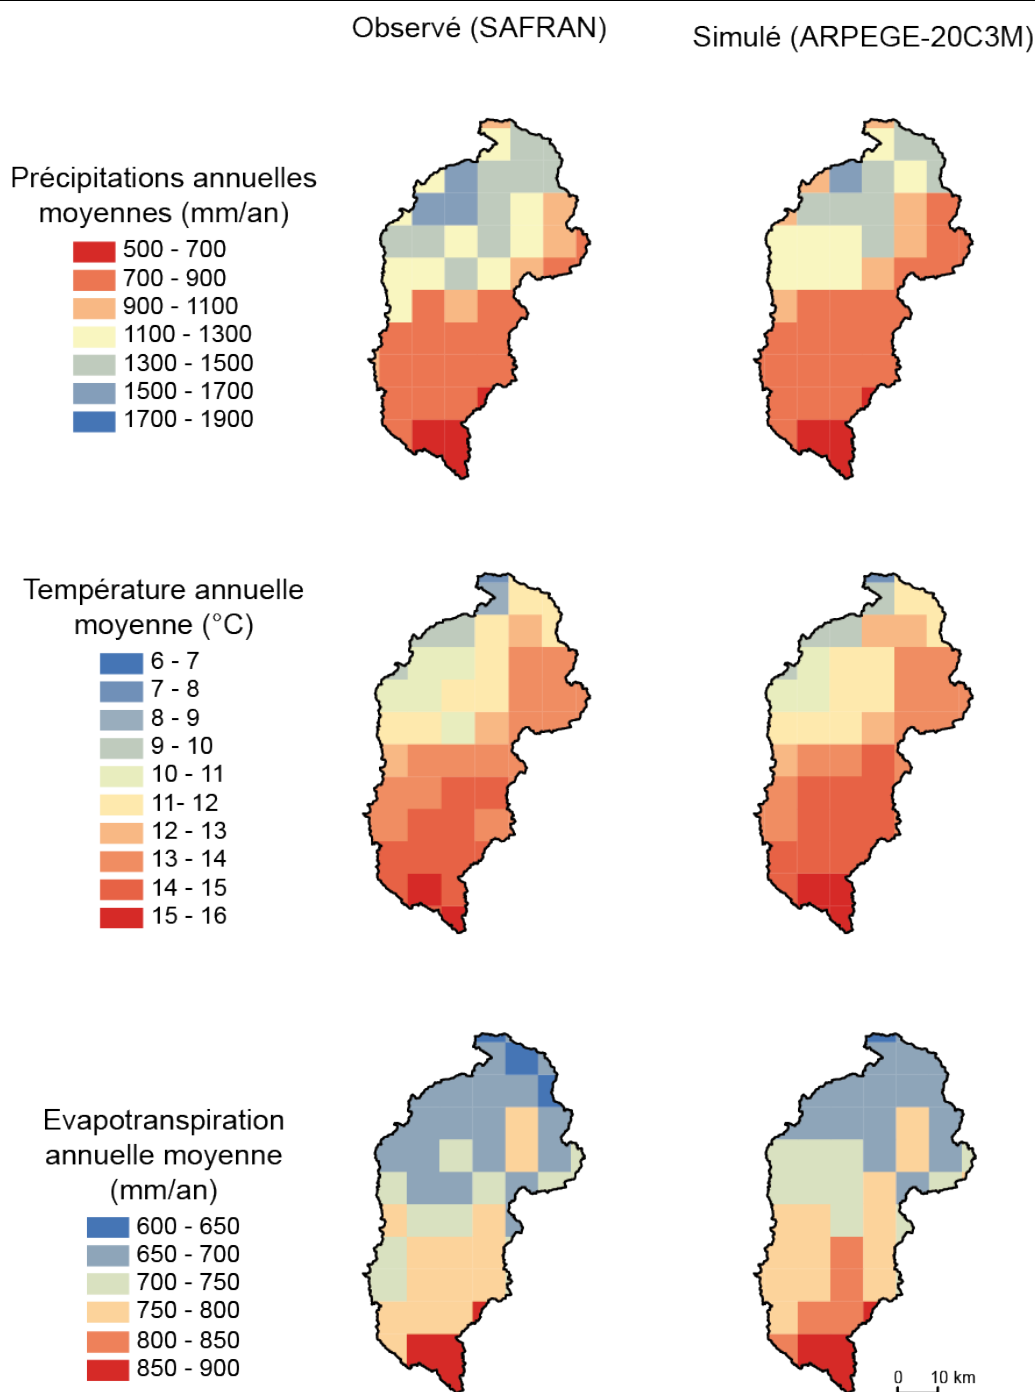 Observé (SAFRAN)
Simulé (ARPEGE-20C3M)
Précipitations annuelles
moyennes (mm/an)
500 - 700
700 - 900
900 - 1100
1100 - 1300
1300 - 1500
1500 - 1700
1700 - 1900
Température annuelle
moyenne (°C)
6 - 7
7 - 8
8 - 9
9 - 10
10 - 11
11- 12
12 - 13
13 - 14
14 - 15
15 - 16
Evapotranspiration
annuelle moyenne
(mm/an)
600 - 650
650 - 700
700 - 750
750 - 800
800 - 850
850 - 900
0 10 km